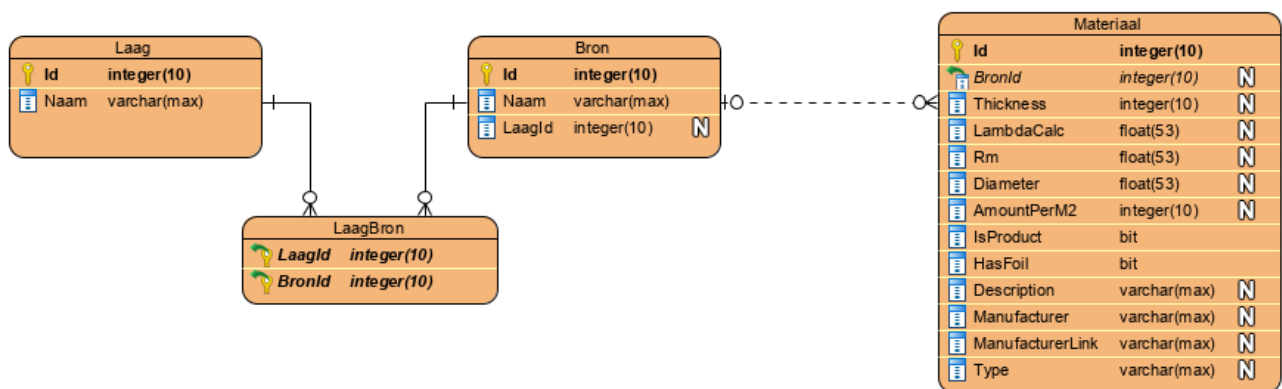 Laag
Id integer(10)
Naam varchar(max)
Bron
Id integer(10)
Naam varchar(max)
LaagId integer(10) N
LaagBron
LaagId integer(10)
BronId integer(10)
Materiaal
Id integer(10)
BronId integer(10) N
Thickness integer(10) N
LambdaCalc float(53) N
Rm float(53) N
Diameter float(53) N
AmountPerM2 integer(10) N
IsProduct bit
HasFoil bit
Description varchar(max) N
Manufacturer varchar(max) N
ManufacturerLink varchar(max) N
Type varchar(max) N